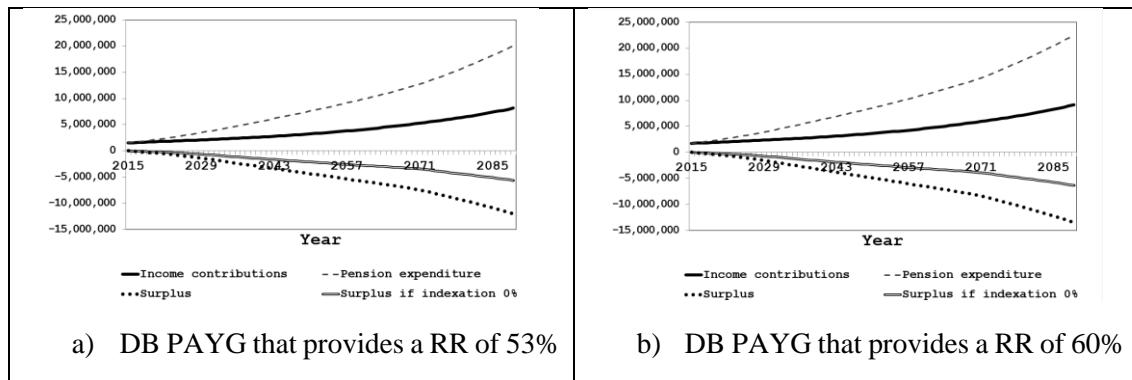 25,000,000
20,000,000
15,000,000
10,000,000
5,000,000
0
2015 2029 2043 2057 2071 2085
-5,000,000
-10,000,000
-15,000,000
Year
Income contributions Pension expenditure
Surplus Surplus if indexation 0%
a) DB PAYG that provides a RR of 53%
25,000,000
20,000,000
15,000,000
10,000,000
5,000,000
0
2015 2029 2043 2057 2071 2085
-5,000,000
-10,000,000
-15,000,000
Year
Income contributions Pension expenditure
Surplus Surplus if indexation 0%
b) DB PAYG that provides a RR of 60%